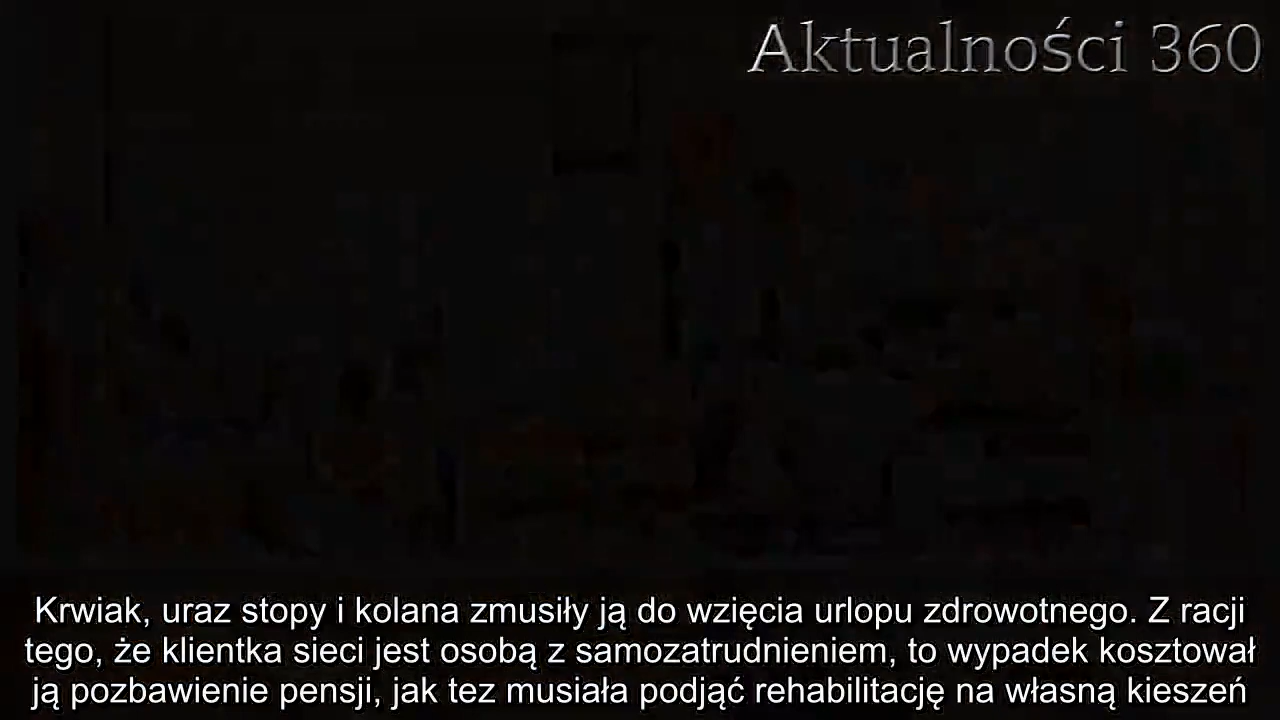 Aktualności 360
Krwiak, uraz stopy i kolana zmusiły ją do wzięcia urlopu zdrowotnego. Z racji
tego, że klientka sieci jest osobą z samozatrudnieniem, to wypadek kosztował
ją pozbawienie pensji, jak tez musiała podjąć rehabilitację na własną kieszeń